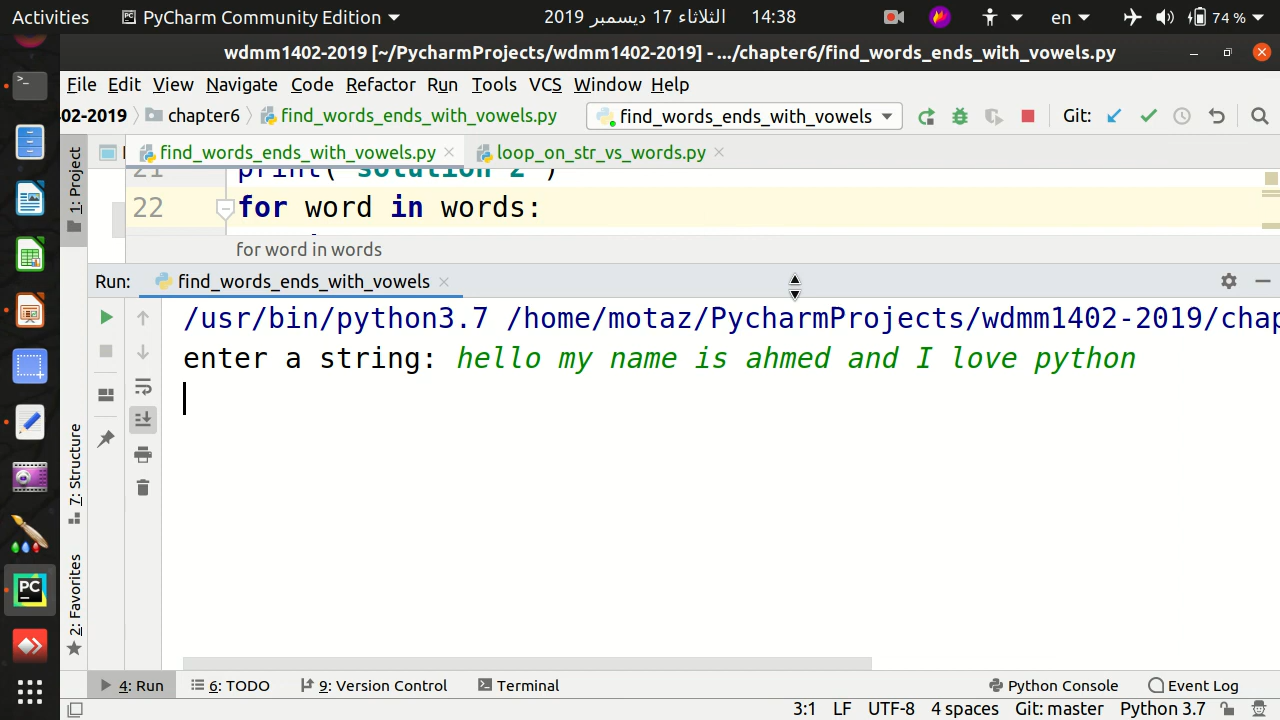 Activities PyCharm Community Edition 2019 الثلاثاء 17 ديسمبر 14:38 en 74 %
wdmm1402-2019 [~/PycharmProjects/wdmm1402-2019] - .../chapter6/find_words_ends_with_vowels.py
File Edit View Navigate Code Refactor Run Tools VCS Window Help
02-2019 chapter6 find_words_ends_with_vowels.py find_words_ends_with_vowels Git:
1: Project find_words_ends_with_vowels.py loop_on_str_vs_words.py
21 print("solution 2")
22 for word in words:
for word in words
Run: find_words_ends_with_vowels
/usr/bin/python3.7 /home/motaz/PycharmProjects/wdmm1402-2019/chap
enter a string: hello my name is ahmed and I love python
7: Structure
2: Favorites
4: Run 6: TODO 9: Version Control Terminal Python Console Event Log
3:1 LF UTF-8 4 spaces Git: master Python 3.7